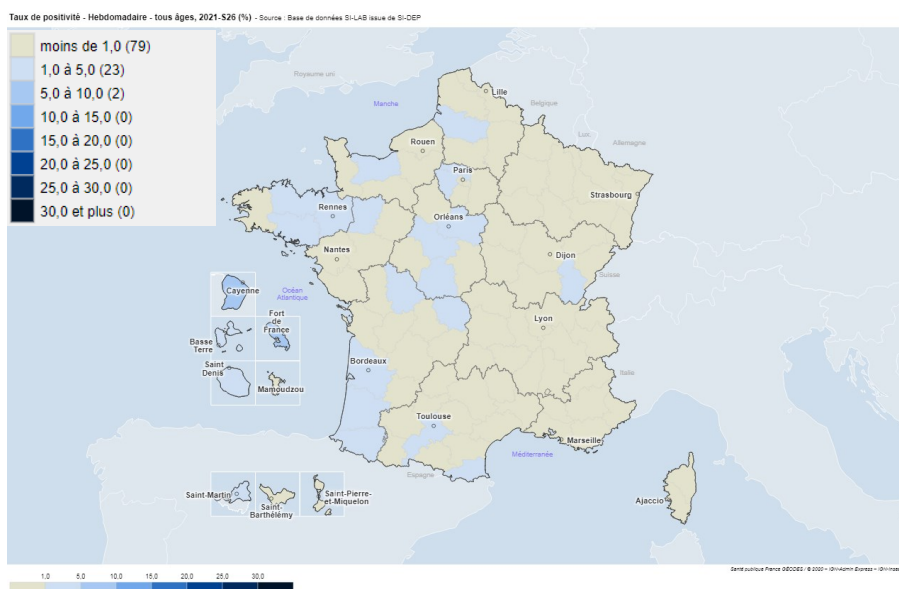 Taux de positivité - Hebdomadaire - tous âges, 2021-S26 (%) - Source : Base de données SI-LAB issue de SI-DEP
moins de 1,0 (79)
1,0 à 5,0 (23)
5,0 à 10,0 (2)
10,0 à 15,0 (0)
15,0 à 20,0 (0)
20,0 à 25,0 (0)
25,0 à 30,0 (0)
30,0 et plus (0)
Royaume uni
Manche
Lille
Belgique
Lux.
Allemagne
Rouen
Paris
Strasbourg
Rennes
Orléans
Nantes
Dijon
Suisse
Cayenne
Océan
Atlantique
Fort
de
France
Lyon
Basse
Terre
Saint
Denis
Bordeaux
Italie
Mamoudzou
Toulouse
Marseille
Méditerranée
Espagne
Saint-Martin
Saint-
Barthélémy
Saint-Pierre-
et-Miquelon
Ajaccio
Santé publique France GÉODES / © 2020 - IGN-Admin Express -
1,0 5,0 10,0 15,0 20,0 25,0 30,0